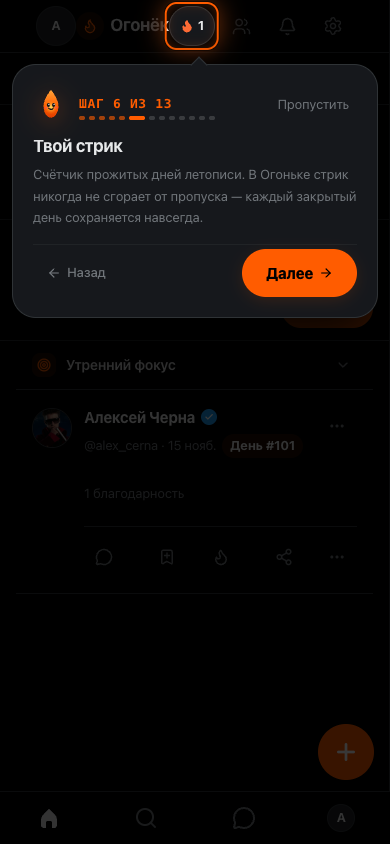 A
Огонёк
1
ШАГ 6 ИЗ 13
Пропустить
Твой стрик
Счётчик прожитых дней летописи. В Огоньке стрик
никогда не сгорает от пропуска — каждый закрытый
день сохраняется навсегда.
Назад
Далее
Утренний фокус
Алексей Черна
@alex_cerna · 15 нояб.
День #101
1 благодарность
A